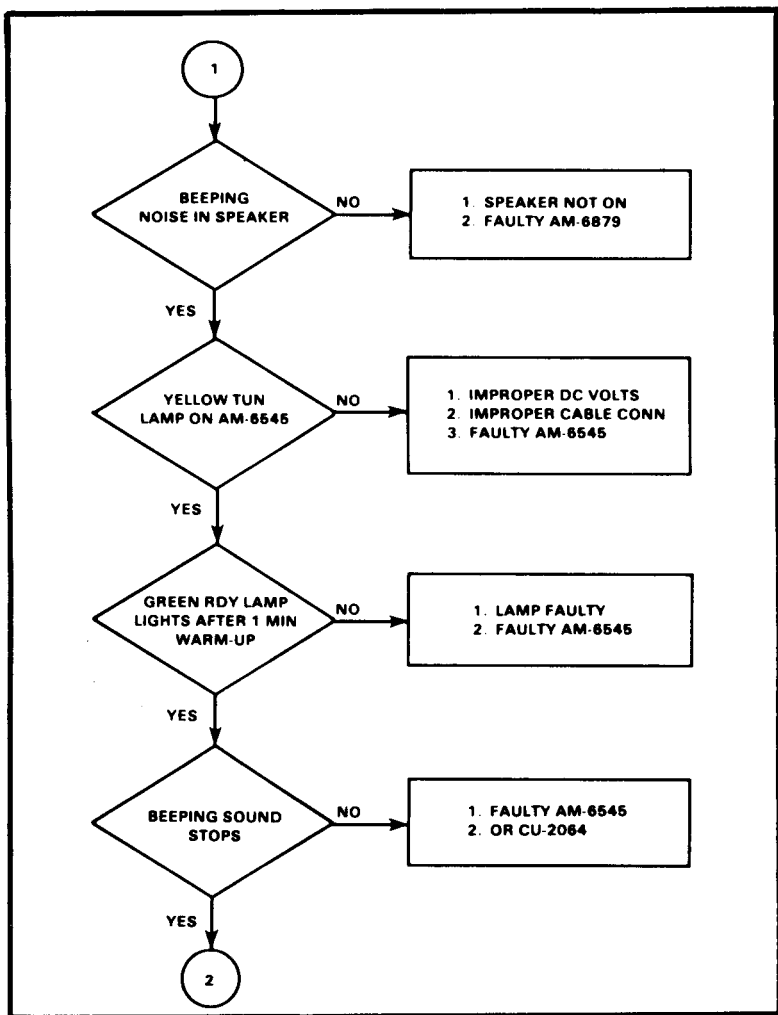 1
BEEPING
NOISE IN SPEAKER
NO
1. SPEAKER NOT ON
2. FAULTY AM-6879
YES
YELLOW TUN
LAMP ON AM-6545
NO
1. IMPROPER DC VOLTS
2. IMPROPER CABLE CONN
3. FAULTY AM-6545
YES
GREEN RDY LAMP
LIGHTS AFTER 1 MIN
WARM-UP
NO
1. LAMP FAULTY
2. FAULTY AM-6545
YES
BEEPING SOUND
STOPS
NO
1. FAULTY AM-6545
2. OR CU-2064
YES
2